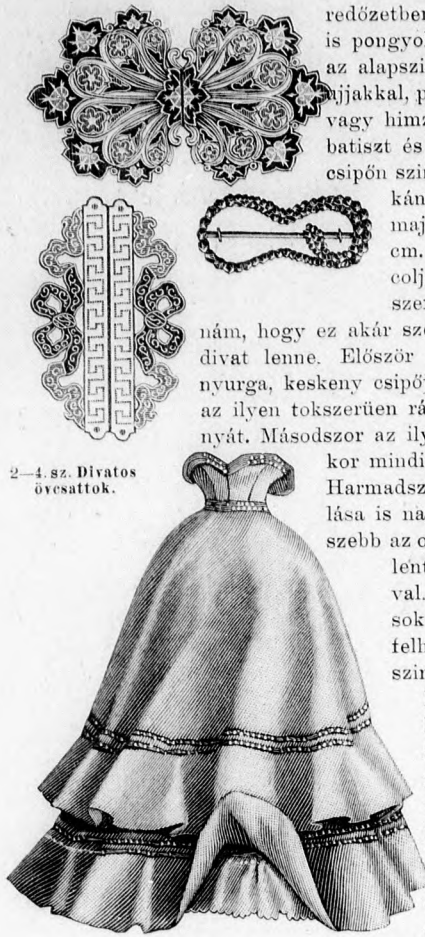 redőzetben
is pongyol
az alapszi
ujjakkal, p
vagy himz
batiszt és
csipőn szin
kán
maj
cm.
colj
szer
nám, hogy ez akár szé
divat lenne. Először
nyurga, keskeny csipőj
az ilyen tokszerüen rá
nyát. Másodszor az ily
kor mindi
Harmadsz
lása is na
szebb az o
lent
val.
sok
felh
szin
2—4. sz. Divatos
övcsattok.